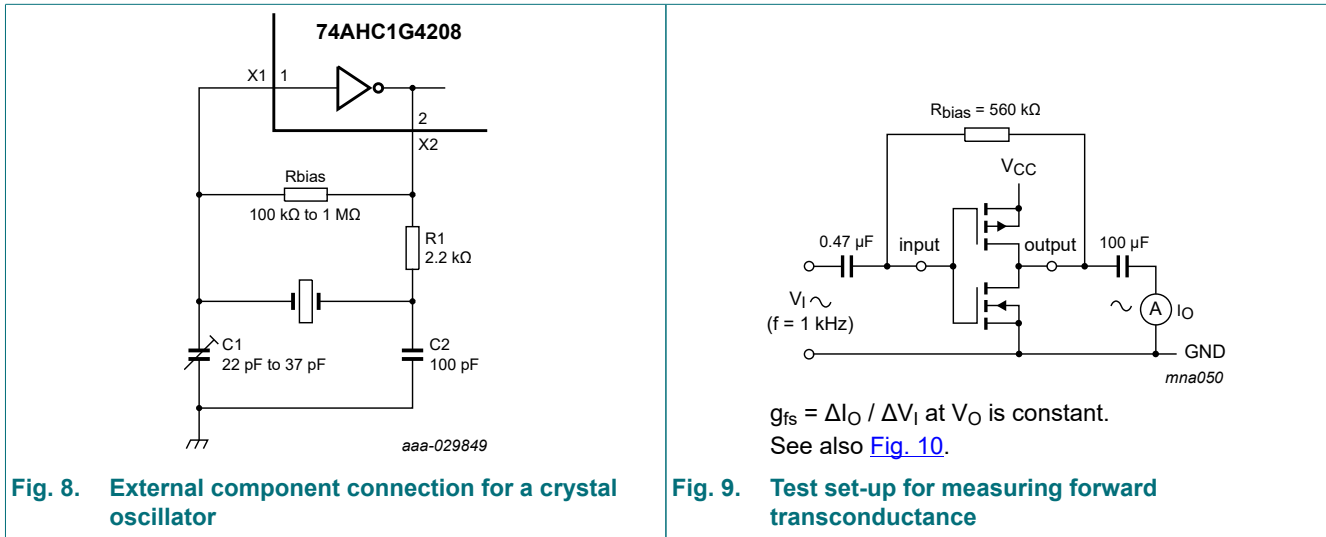 74AHC1G4208
X1
1
2
X2
Rbias
100 kΩ to 1 MΩ
R1
2.2 kΩ
C1
22 pF to 37 pF
C2
100 pF
aaa-029849
Fig. 8. External component connection for a crystal
oscillator
Rbias = 560 kΩ
VCC
0.47 µF
input
output
100 µF
VI
(f = 1 kHz)
A
IO
GND
mna050
gfs = ΔIO / ΔVI at VO is constant.
See also Fig. 10.
Fig. 9. Test set-up for measuring forward
transconductance